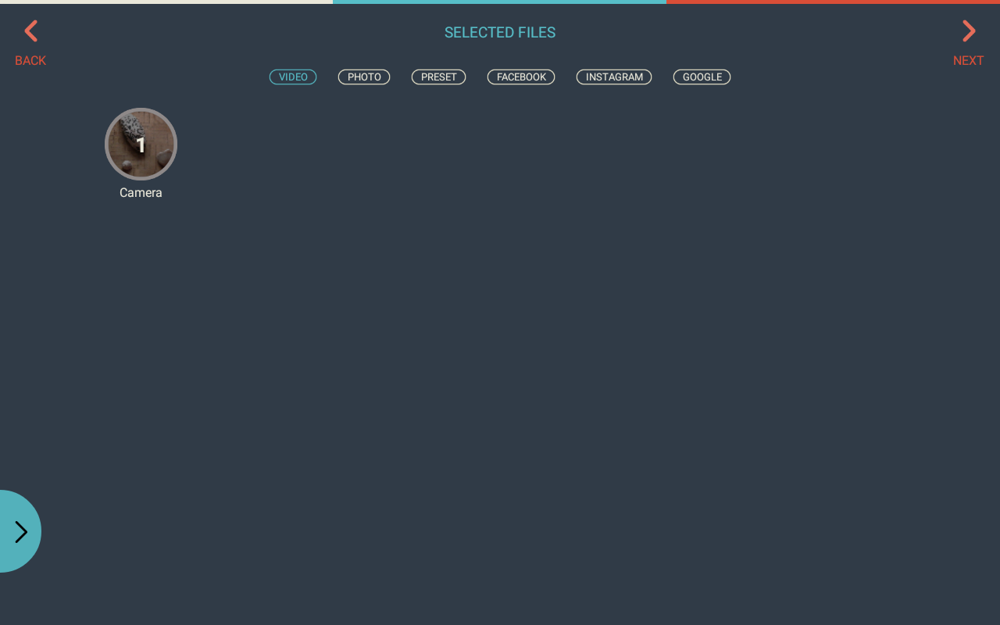 SELECTED FILES
BACK
NEXT
VIDEO PHOTO PRESET FACEBOOK INSTAGRAM GOOGLE
1
Camera